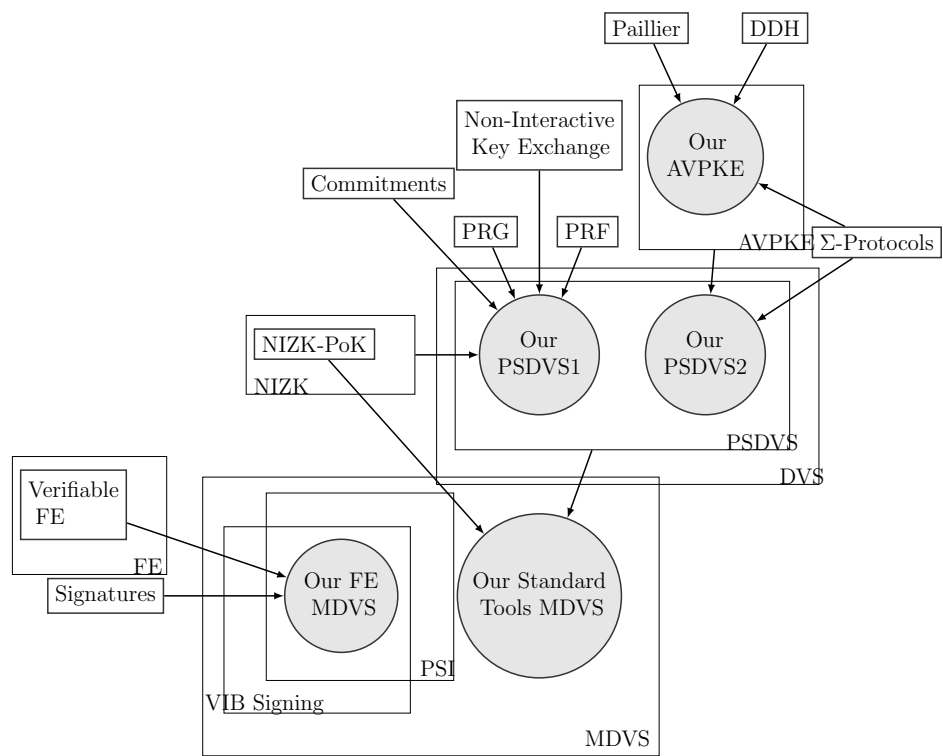 Paillier
DDH
Non-Interactive
Key Exchange
Our
AVPKE
Commitments
PRG
PRF
AVPKE
Σ-Protocols
NIZK-PoK
NIZK
Our
PSDVS1
Our
PSDVS2
PSDVS
DVS
Verifiable
FE
FE
Signatures
Our FE
MDVS
Our Standard
Tools MDVS
PSI
VIB Signing
MDVS